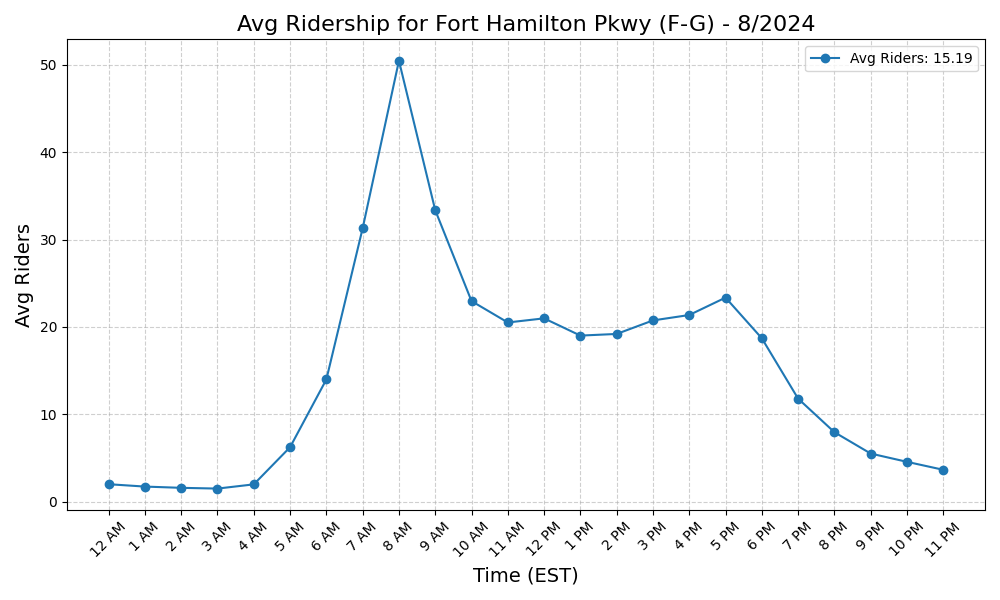 Avg Ridership for Fort Hamilton Pkwy (F-G) - 8/2024
Avg Riders: 15.19
Avg Riders
50
40
30
20
10
0
12 AM
1 AM
2 AM
3 AM
4 AM
5 AM
6 AM
7 AM
8 AM
9 AM
10 AM
11 AM
12 PM
1 PM
2 PM
3 PM
4 PM
5 PM
6 PM
7 PM
8 PM
9 PM
10 PM
11 PM
Time (EST)